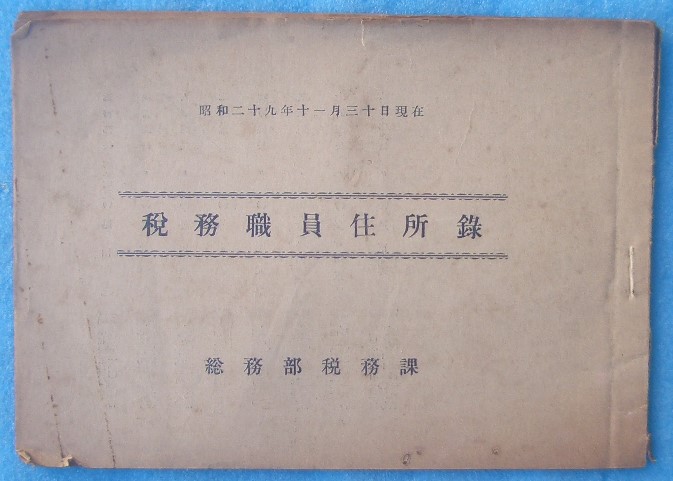 昭和二十九年十一月三十日現在
税務職員住所錄
総務部税務課